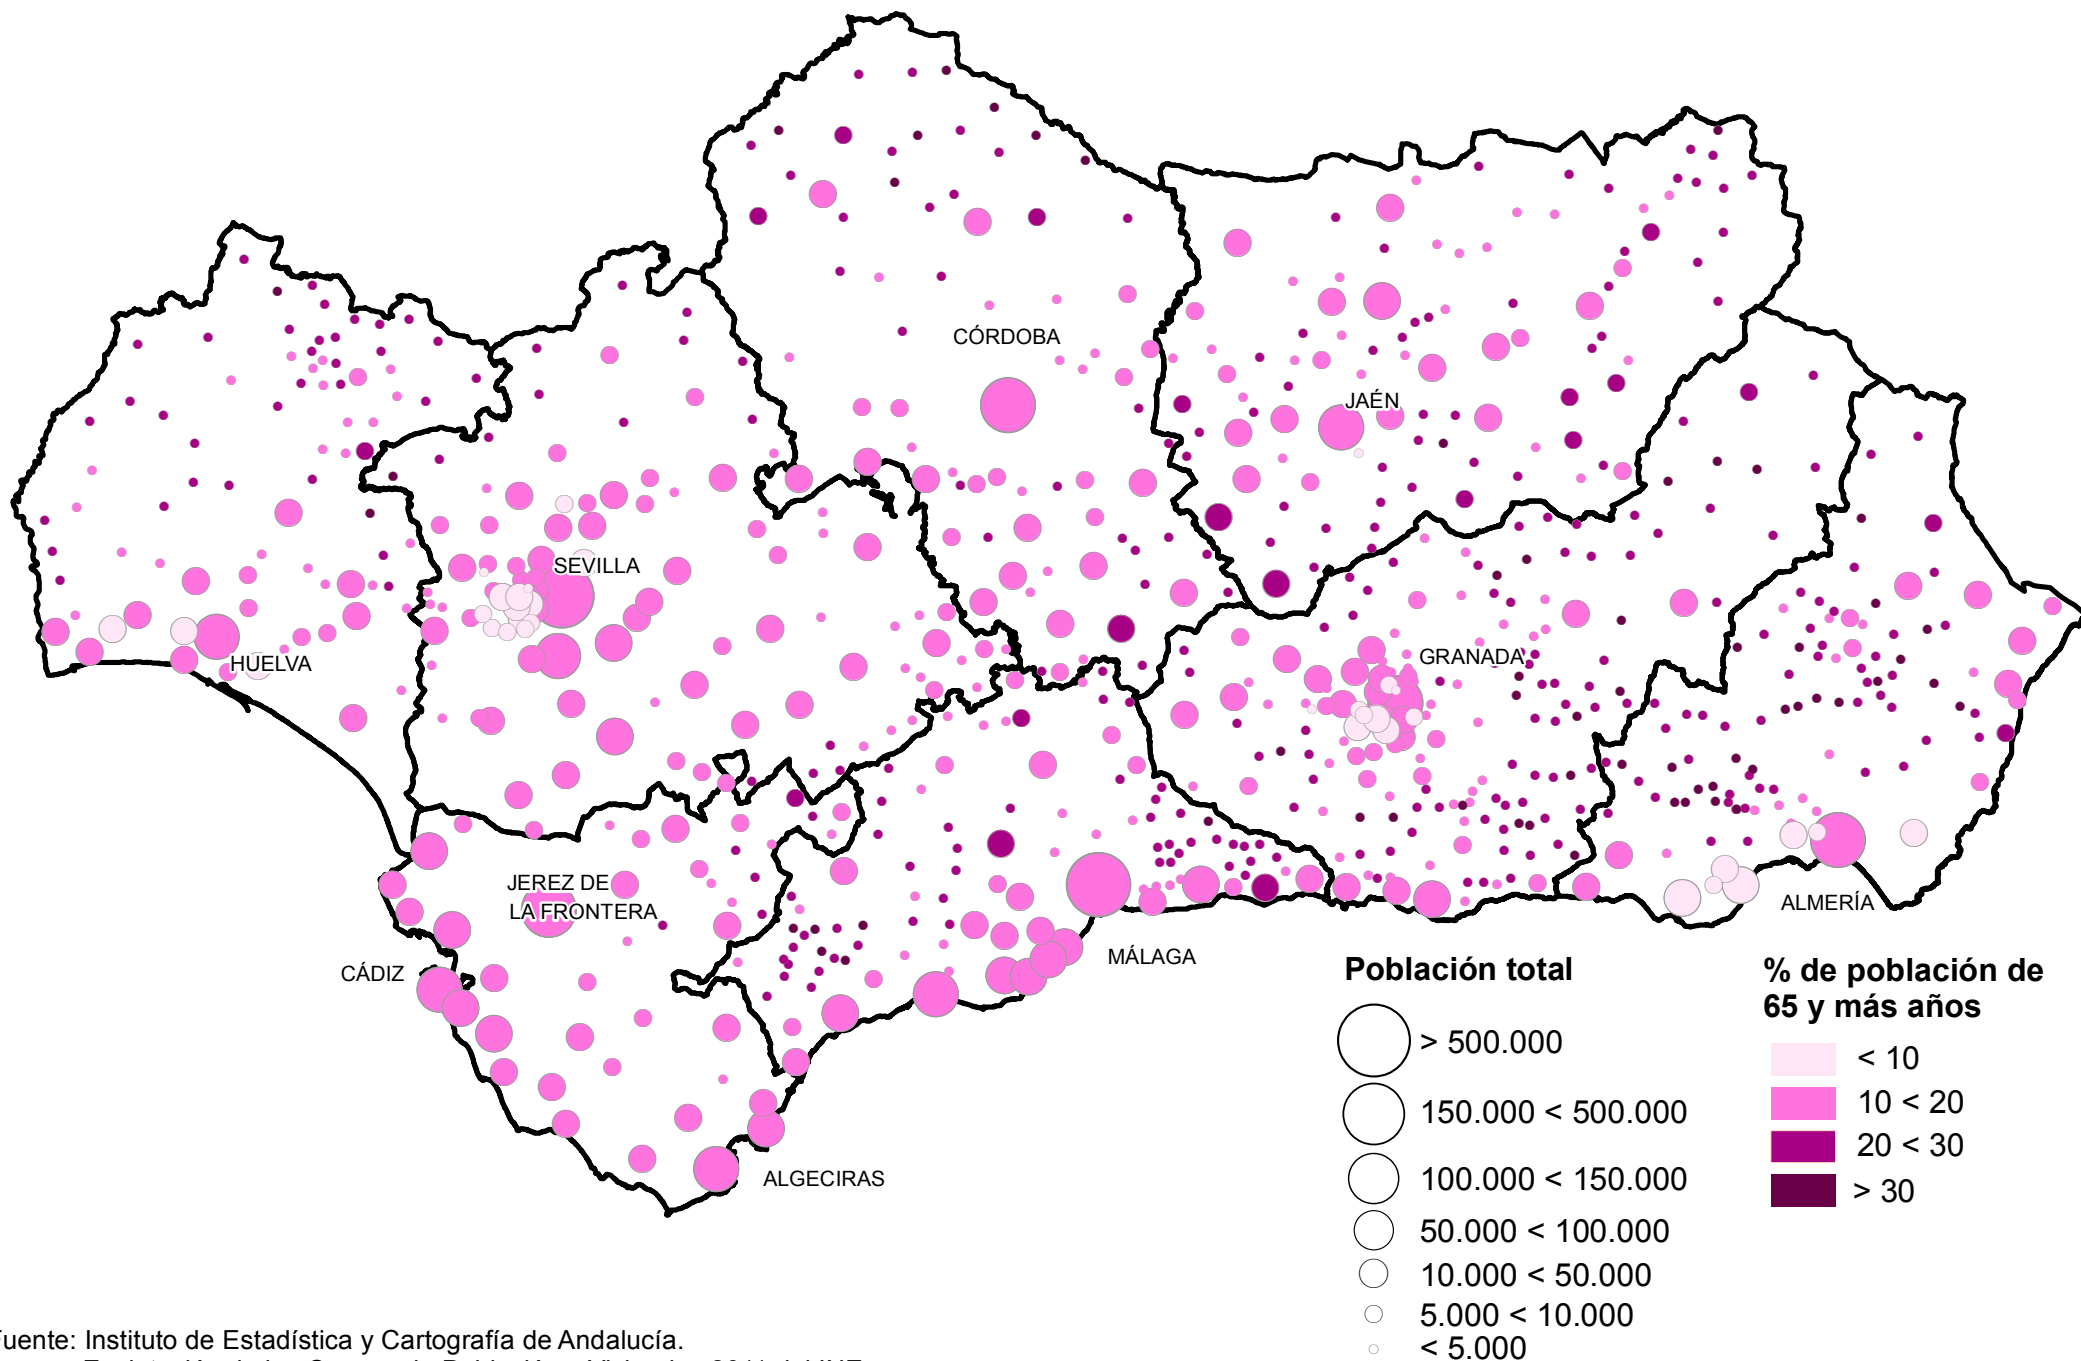 CÓRDOBA
JAÉN
SEVILLA
HUELVA
GRANADA
JEREZ DE
LA FRONTERA
ALMERÍA
CÁDIZ
MÁLAGA
ALGECIRAS
Población total
> 500.000
150.000 < 500.000
100.000 < 150.000
50.000 < 100.000
10.000 < 50.000
5.000 < 10.000
< 5.000
% de población de
65 y más años
< 10
10 < 20
20 < 30
> 30
Fuente: Instituto de Estadística y Cartografía de Andalucía.